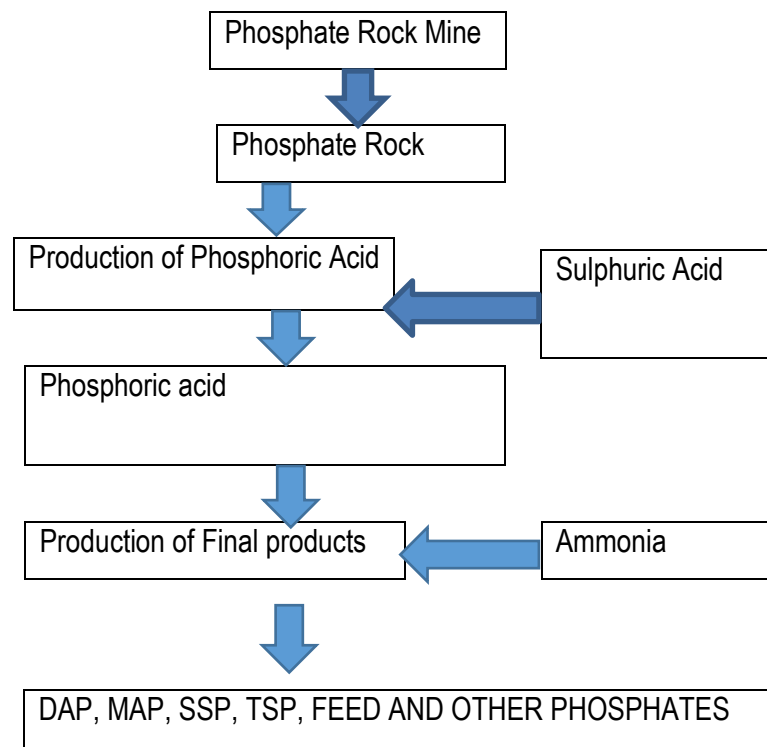 Phosphate Rock Mine
Phosphate Rock
Production of Phosphoric Acid
Sulphuric Acid
Phosphoric acid
Production of Final products
Ammonia
DAP, MAP, SSP, TSP, FEED AND OTHER PHOSPHATES